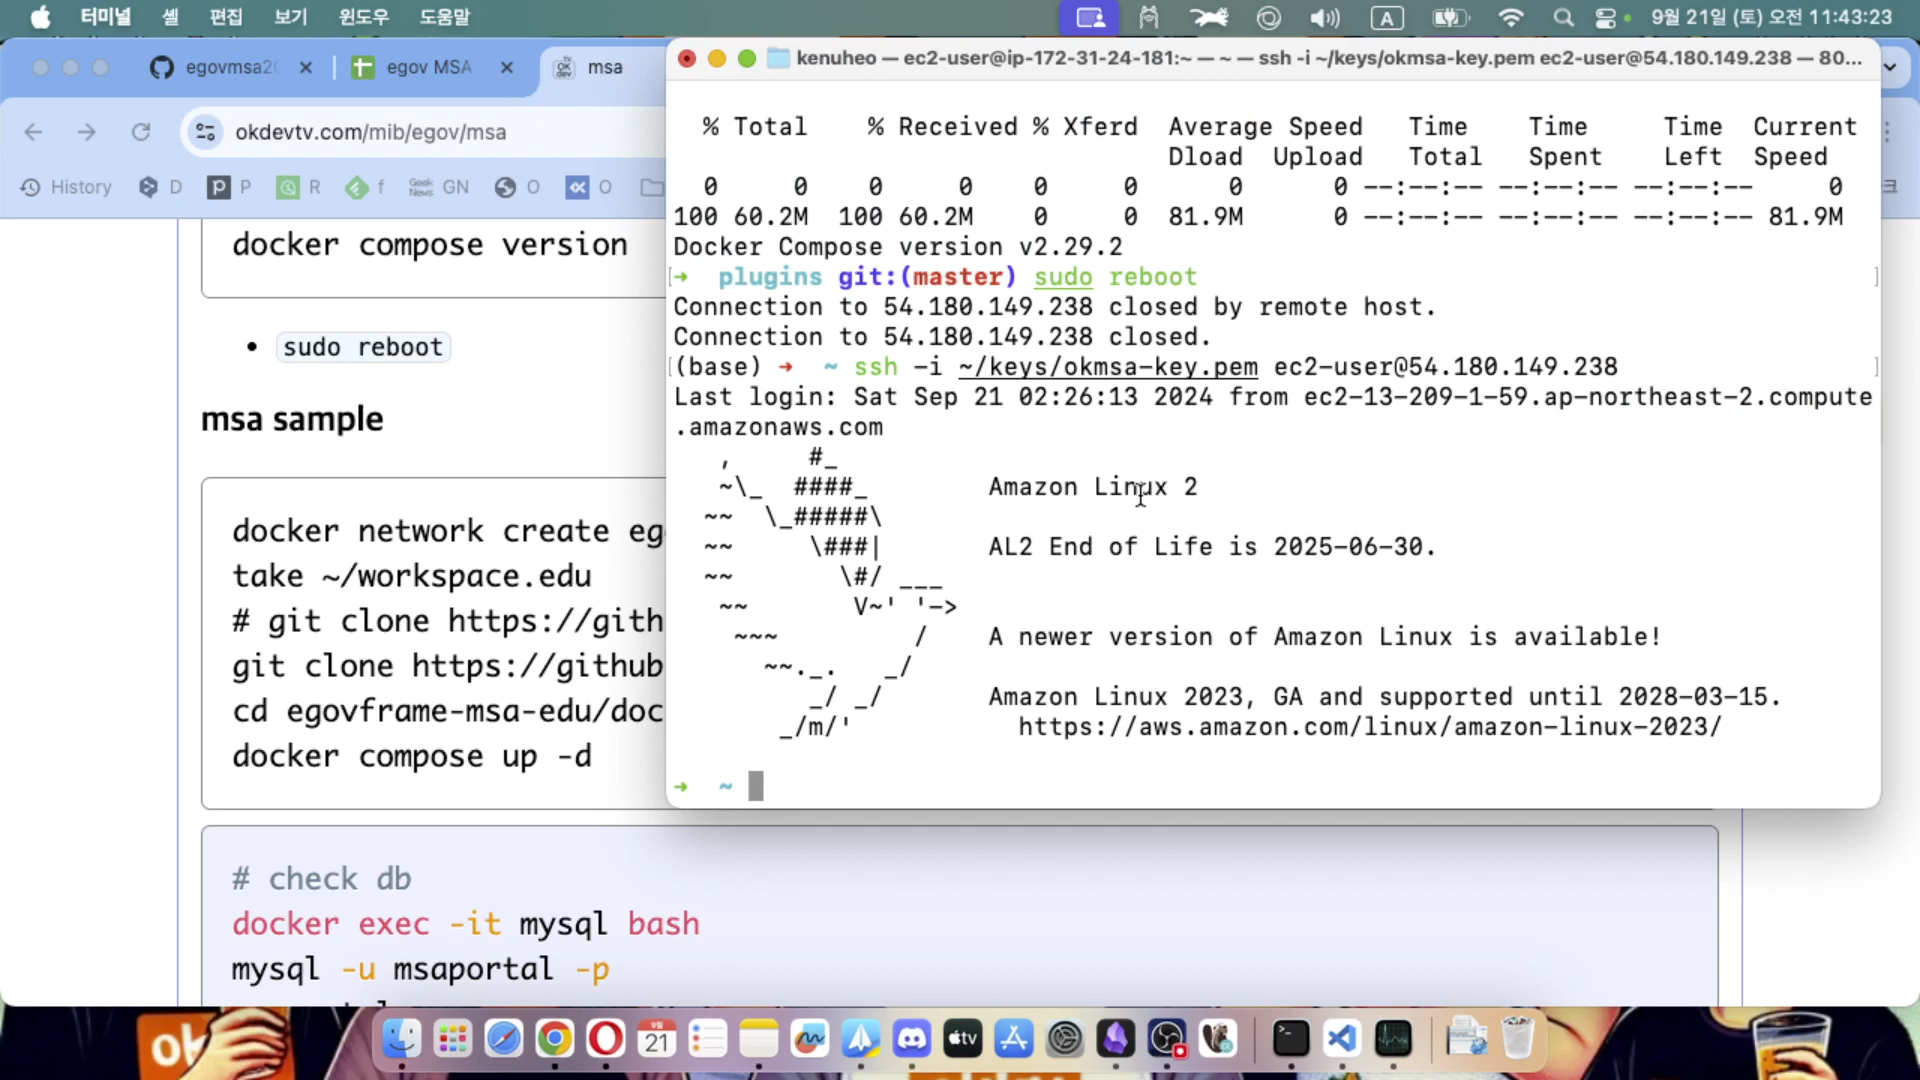 터미널 셸 편집 보기 윈도우 도움말 A 9월 21일 (토) 오전 11:43:23
egovmsa20 egov MSA msa
kenuheo — ec2-user@ip-172-31-24-181:~ — ~ — ssh -i ~/keys/okmsa-key.pem ec2-user@54.180.149.238 — 80...
okdevtv.com/mib/egov/msa
History D P R f GN O O
docker compose version
• sudo reboot
msa sample
docker network create eg
take ~/workspace.edu
# git clone https://gith
git clone https://github
cd egovframe-msa-edu/doc
docker compose up -d
# check db
docker exec -it mysql bash
mysql -u msaportal -p
% Total % Received % Xferd Average Speed Time Time Time Current
Dload Upload Total Spent Left Speed
0 0 0 0 0 0 0 0 --:--:-- --:--:-- --:--:-- 0
100 60.2M 100 60.2M 0 0 81.9M 0 --:--:-- --:--:-- --:--:-- 81.9M
Docker Compose version v2.29.2
➜ plugins git:(master) sudo reboot
Connection to 54.180.149.238 closed by remote host.
Connection to 54.180.149.238 closed.
(base) ➜ ~ ssh -i ~/keys/okmsa-key.pem ec2-user@54.180.149.238
Last login: Sat Sep 21 02:26:13 2024 from ec2-13-209-1-59.ap-northeast-2.compute
.amazonaws.com
, #_
~\_ ####_ Amazon Linux 2
~~ \_#####\
~~ \###| AL2 End of Life is 2025-06-30.
~~ \#/ ___
~~ V~' '->
~~~ / A newer version of Amazon Linux is available!
~~._. _/
_/ _/ Amazon Linux 2023, GA and supported until 2028-03-15.
_/m/' https://aws.amazon.com/linux/amazon-linux-2023/
➜ ~
ok
9월 21
tv